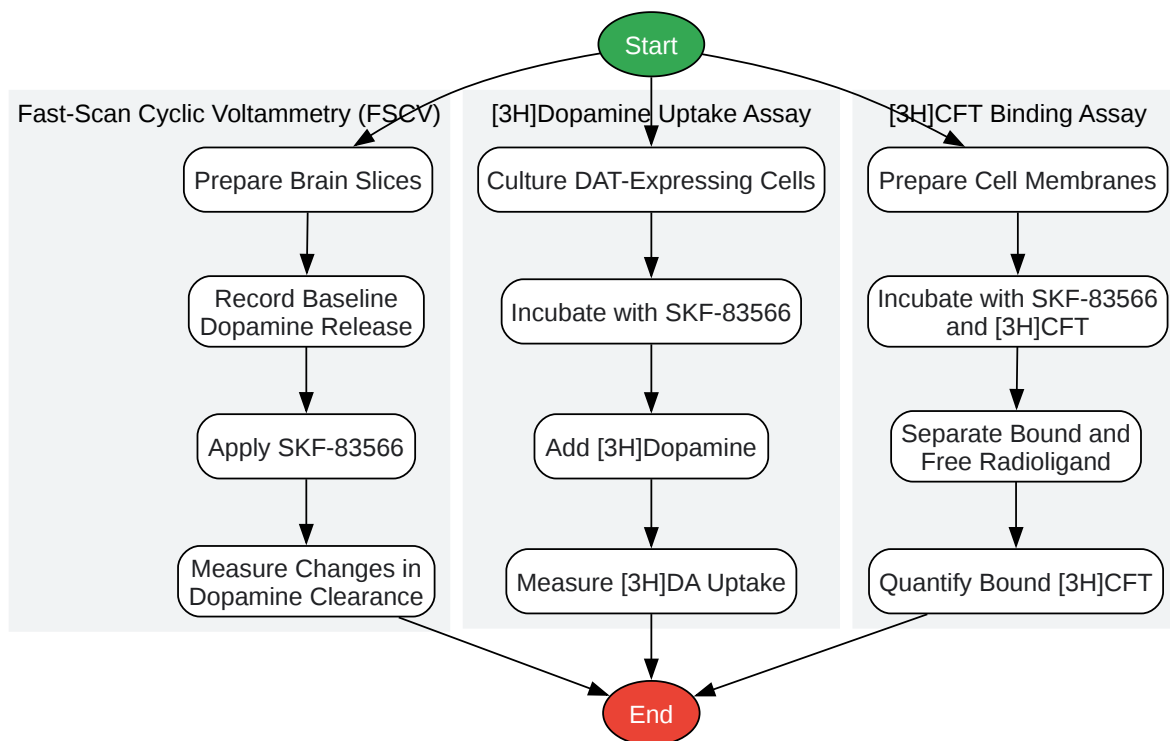 Start
Fast-Scan Cyclic Voltammetry (FSCV)
Prepare Brain Slices
Record Baseline
Dopamine Release
Apply SKF-83566
Measure Changes in
Dopamine Clearance
[3H]Dopamine Uptake Assay
Culture DAT-Expressing Cells
Incubate with SKF-83566
Add [3H]Dopamine
Measure [3H]DA Uptake
[3H]CFT Binding Assay
Prepare Cell Membranes
Incubate with SKF-83566
and [3H]CFT
Separate Bound and
Free Radioligand
Quantify Bound [3H]CFT
End